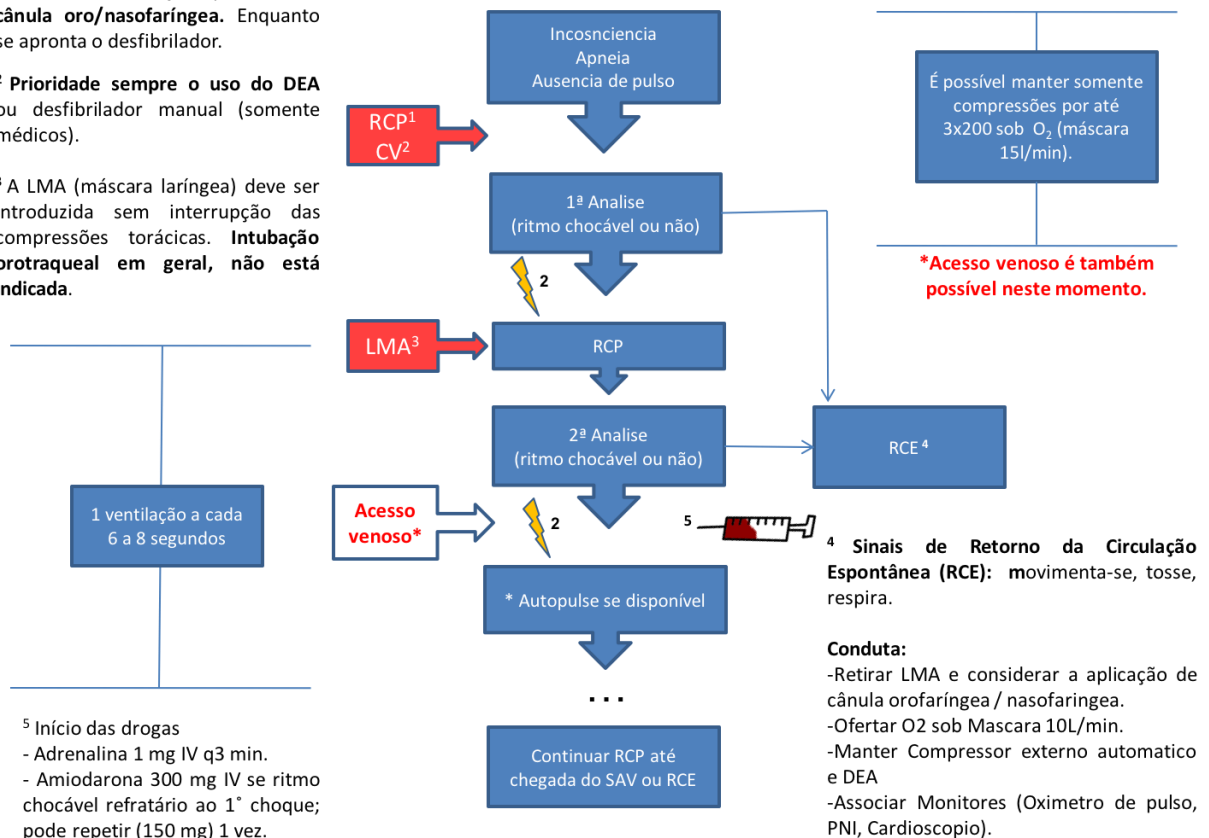 cânula oro/nasofaríngea. Enquanto
se apronta o desfibrilador.
2 Prioridade sempre o uso do DEA
ou desfibrilador manual (somente
médicos).
3 A LMA (máscara laríngea) deve ser
introduzida sem interrupção das
compressões torácicas. Intubação
orotraqueal em geral, não está
indicada.
1 ventilação a cada
6 a 8 segundos
5 Início das drogas
- Adrenalina 1 mg IV q3 min.
- Amiodarona 300 mg IV se ritmo
chocável refratário ao 1˚ choque;
pode repetir (150 mg) 1 vez.
Incosnciencia
Apneia
Ausencia de pulso
RCP1
CV2
1ª Analise
(ritmo chocável ou não)
2
LMA3
RCP
2ª Analise
(ritmo chocável ou não)
RCE 4
Acesso
venoso*
2
5
* Autopulse se disponível
...
Continuar RCP até
chegada do SAV ou RCE
É possível manter somente
compressões por até
3x200 sob O2 (máscara
15l/min).
*Acesso venoso é também
possível neste momento.
4 Sinais de Retorno da Circulação
Espontânea (RCE): movimenta-se, tosse,
respira.
Conduta:
-Retirar LMA e considerar a aplicação de
cânula orofaríngea / nasofaringea.
-Ofertar O2 sob Mascara 10L/min.
-Manter Compressor externo automatico
e DEA
-Associar Monitores (Oximetro de pulso,
PNI, Cardioscopio).